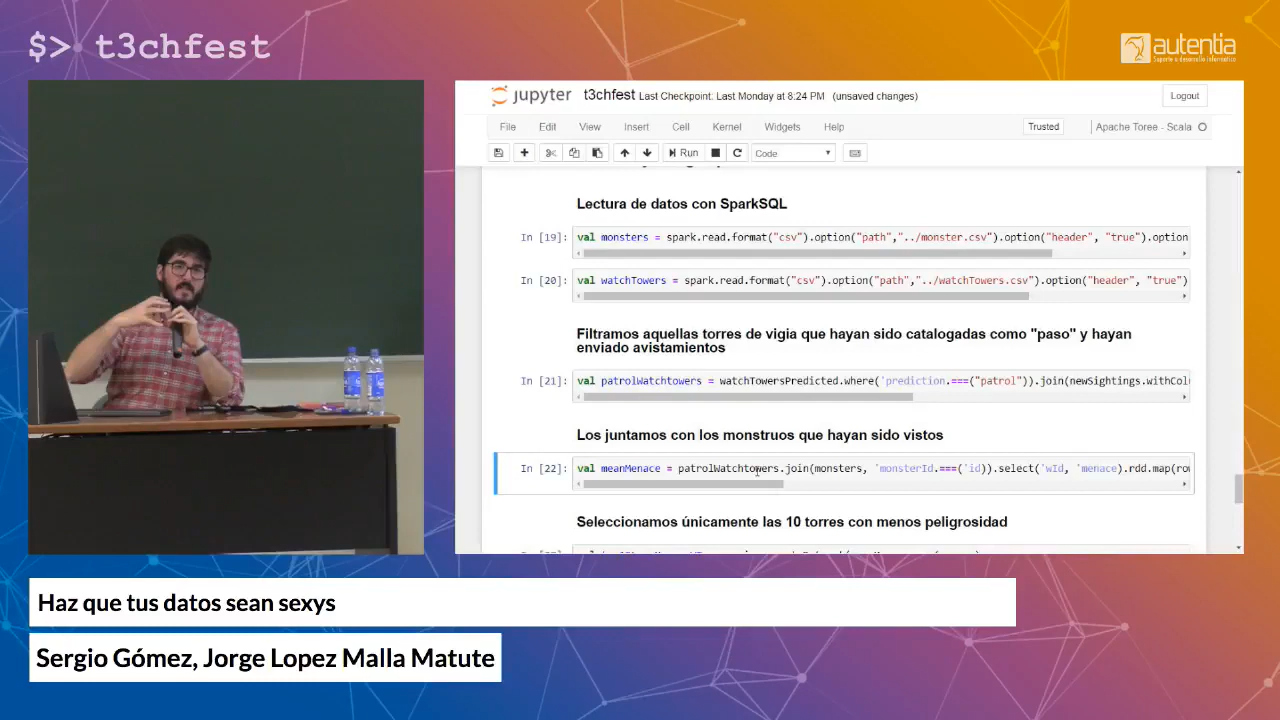 $> t3chfest
autentia
Soporte a desarrollo informático
jupyter t3chfest Last Checkpoint: Last Monday at 8:24 PM (unsaved changes)
Logout
File Edit View Insert Cell Kernel Widgets Help
Trusted
Apache Toree - Scala
Run
Code
Lectura de datos con SparkSQL
In [19]: val monsters = spark.read.format("csv").option("path","../monster.csv").option("header", "true").option
In [20]: val watchTowers = spark.read.format("csv").option("path","../watchTowers.csv").option("header", "true")
Filtramos aquellas torres de vigia que hayan sido catalogadas como "paso" y hayan
enviado avistamientos
In [21]: val patrolWatchtowers = watchTowersPredicted.where('prediction.===("patrol")).join(newSightings.withCol
Los juntamos con los monstruos que hayan sido vistos
In [22]: val meanMenace = patrolWatchtowers.join(monsters, 'monsterId.===('id)).select('wId, 'menace).rdd.map(ro
Seleccionamos únicamente las 10 torres con menos peligrosidad
Haz que tus datos sean sexys
Sergio Gómez, Jorge Lopez Malla Matute